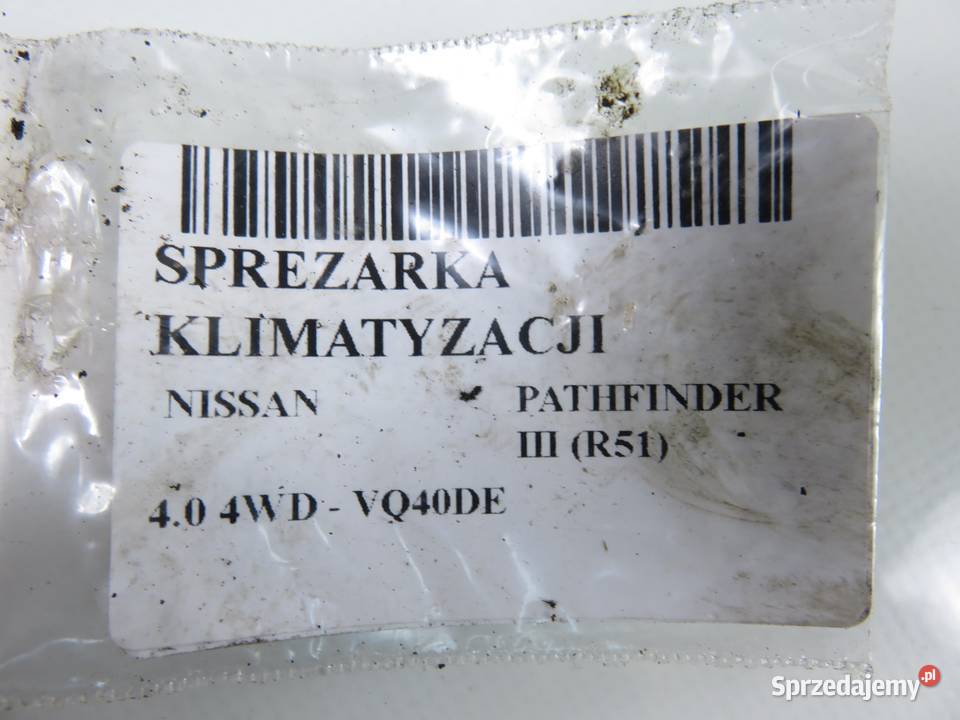 SPREZARKA
KLIMATYZACJI
NISSAN PATHFINDER
III (R51)
4.0 4WD - VQ40DE
Sprzedajemy.pl